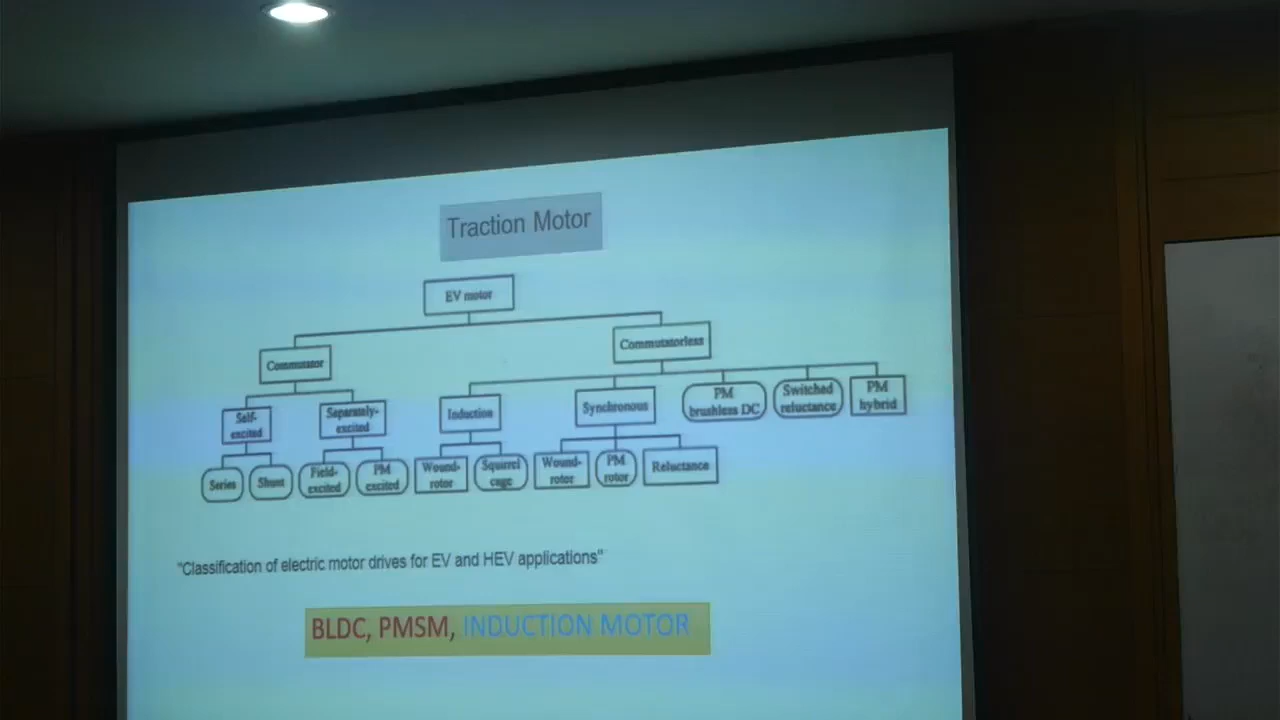 Traction Motor
EV motor
Commutator
Commutatorless
Self-
excited
Separately-
excited
Induction
Synchronous
PM
brushless DC
Switched
reluctance
PM
hybrid
Series
Shunt
Field-
excited
PM
excited
Wound-
rotor
Squirrel
cage
Wound-
rotor
PM
rotor
Reluctance
"Classification of electric motor drives for EV and HEV applications"
BLDC, PMSM, INDUCTION MOTOR